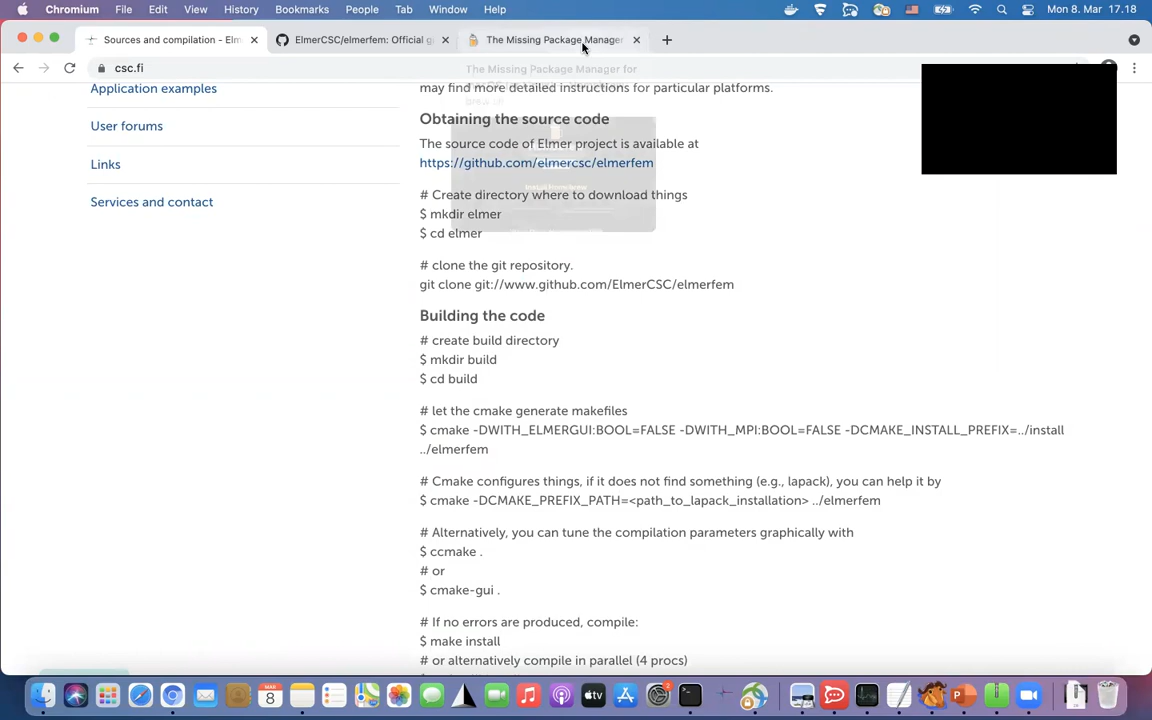 Chromium File Edit View History Bookmarks People Tab Window Help Mon 8. Mar 17.18
Sources and compilation - Elm
ElmerCSC/elmerfem: Official g
The Missing Package Manager
csc.fi
The Missing Package Manager for
Application examples
User forums
Links
Services and contact
may find more detailed instructions for particular platforms.
Obtaining the source code
The source code of Elmer project is available at
https://github.com/elmercsc/elmerfem
# Create directory where to download things
$ mkdir elmer
$ cd elmer
# clone the git repository.
git clone git://www.github.com/ElmerCSC/elmerfem
Building the code
# create build directory
$ mkdir build
$ cd build
# let the cmake generate makefiles
$ cmake -DWITH_ELMERGUI:BOOL=FALSE -DWITH_MPI:BOOL=FALSE -DCMAKE_INSTALL_PREFIX=../install
../elmerfem
# Cmake configures things, if it does not find something (e.g., lapack), you can help it by
$ cmake -DCMAKE_PREFIX_PATH=<path_to_lapack_installation> ../elmerfem
# Alternatively, you can tune the compilation parameters graphically with
$ ccmake .
# or
$ cmake-gui .
# If no errors are produced, compile:
$ make install
# or alternatively compile in parallel (4 procs)